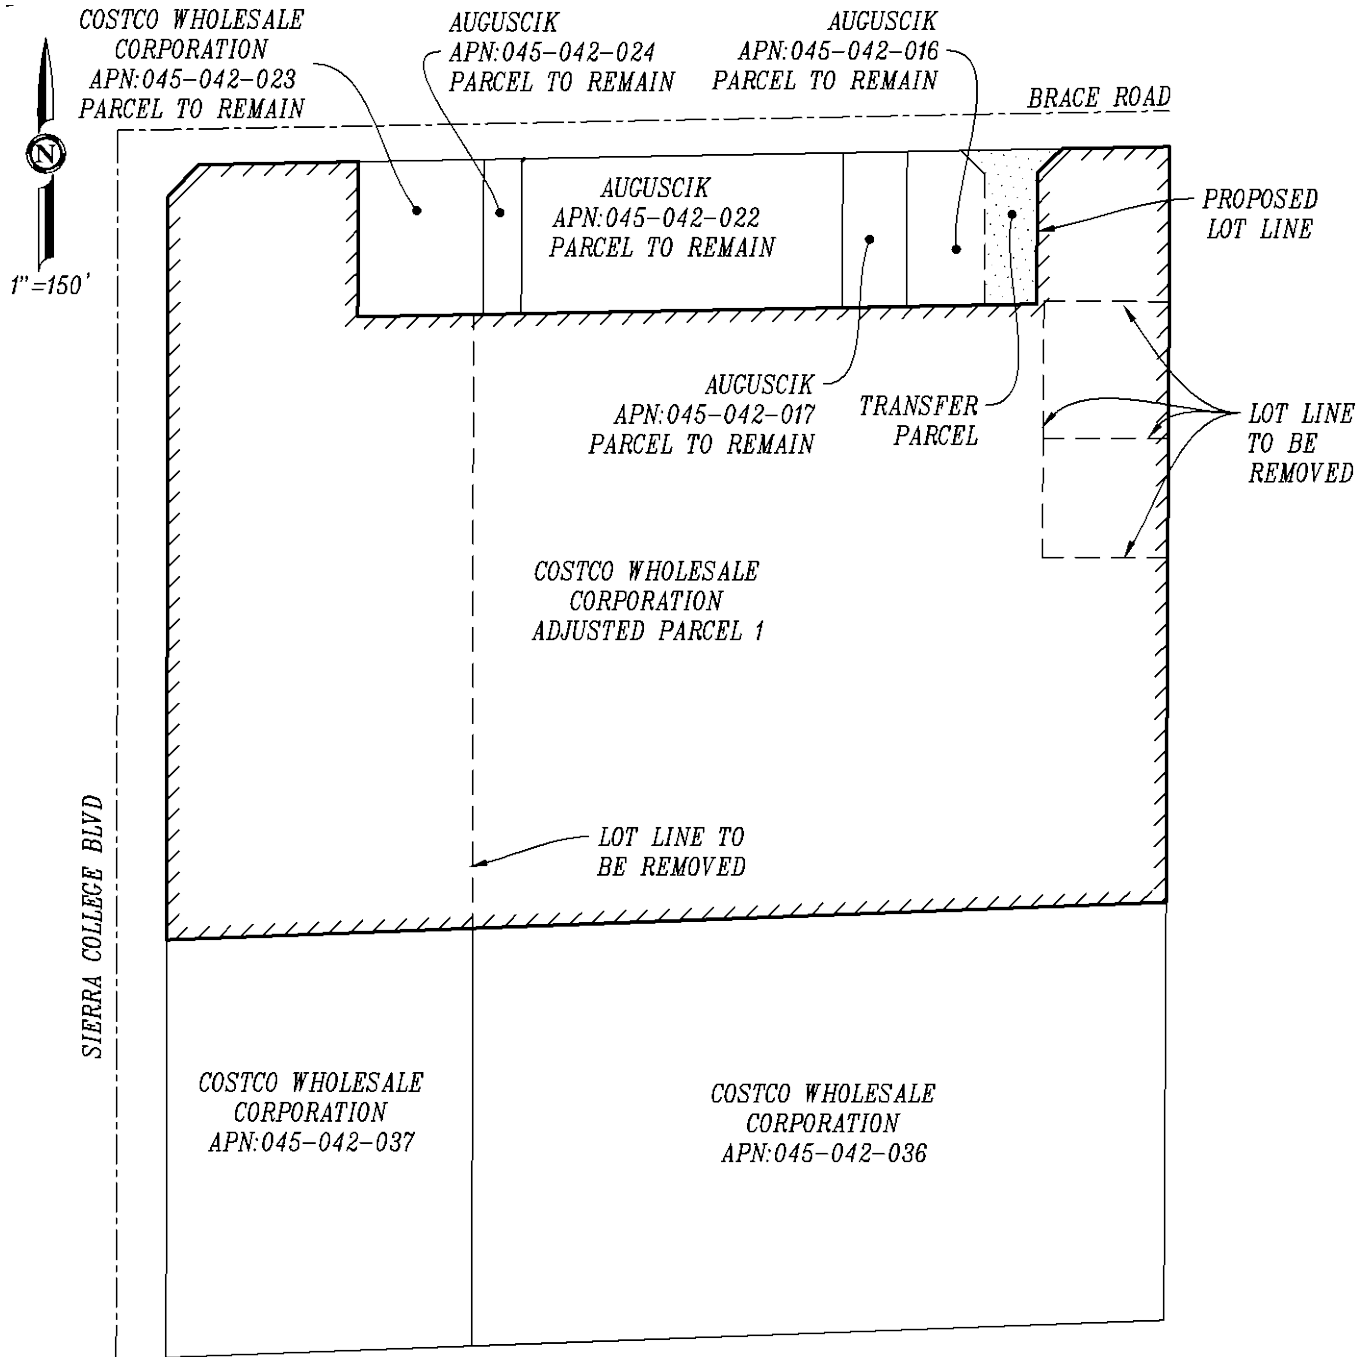 COSTCO WHOLESALE
CORPORATION
APN:045-042-023
PARCEL TO REMAIN
AUGUSCIK
APN:045-042-024
PARCEL TO REMAIN
AUGUSCIK
APN:045-042-016
PARCEL TO REMAIN
BRACE ROAD
N
1"=150'
AUGUSCIK
APN:045-042-022
PARCEL TO REMAIN
PROPOSED
LOT LINE
AUGUSCIK
APN:045-042-017
PARCEL TO REMAIN
TRANSFER
PARCEL
LOT LINE
TO BE
REMOVED
COSTCO WHOLESALE
CORPORATION
ADJUSTED PARCEL 1
LOT LINE TO
BE REMOVED
SIERRA COLLEGE BLVD
COSTCO WHOLESALE
CORPORATION
APN:045-042-037
COSTCO WHOLESALE
CORPORATION
APN:045-042-036